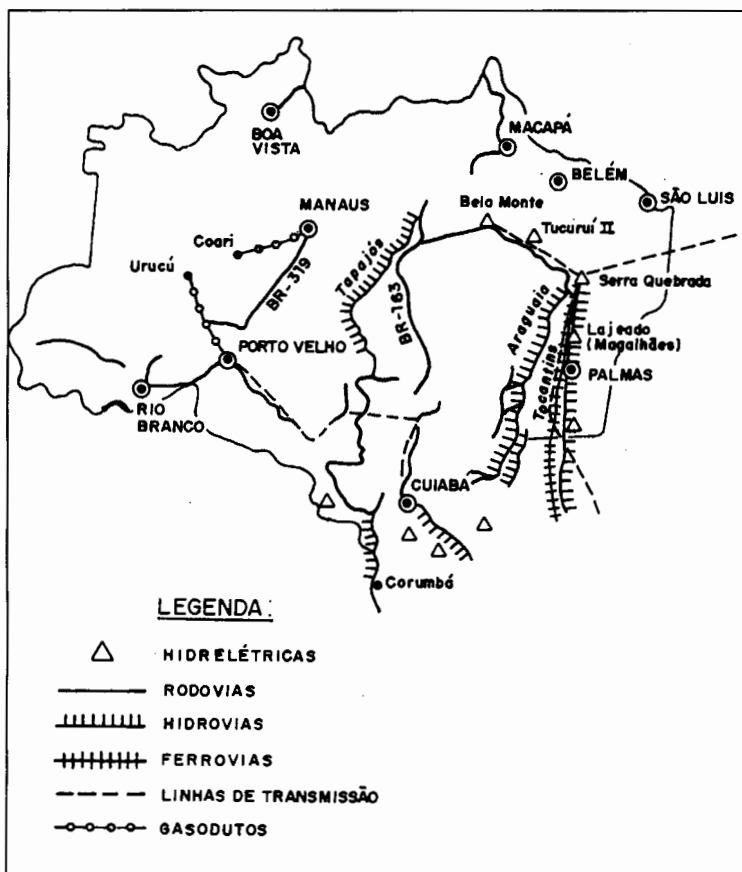 BOA
VISTA
MACAPÁ
BELÉM
SÃO LUIS
MANAUS
Belo Monte
Tucuruí II
Coari
Urucú
Tapajós
BR-319
BR-163
Serra Quebrada
Araguaia
Tocantins
Lajeado
(Magalhães)
PORTO VELHO
PALMAS
RIO
BRANCO
CUIABA
Corumbá
LEGENDA:
HIDRELÉTRICAS
RODOVIAS
HIDROVIAS
FERROVIAS
LINHAS DE TRANSMISSÃO
GASODUTOS